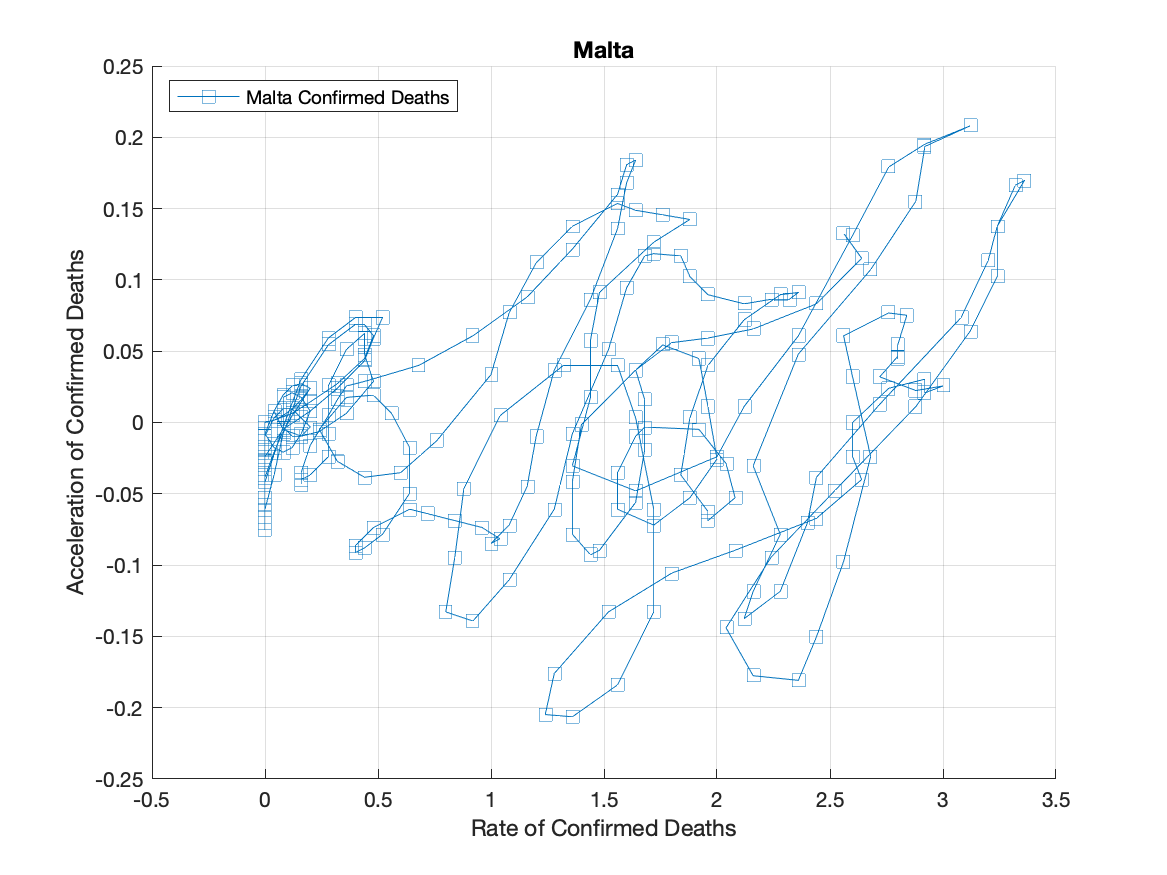 Malta
Malta Confirmed Deaths
0.25
0.2
0.15
0.1
0.05
0
-0.05
-0.1
-0.15
-0.2
-0.25
Acceleration of Confirmed Deaths
-0.5 0 0.5 1 1.5 2 2.5 3 3.5
Rate of Confirmed Deaths